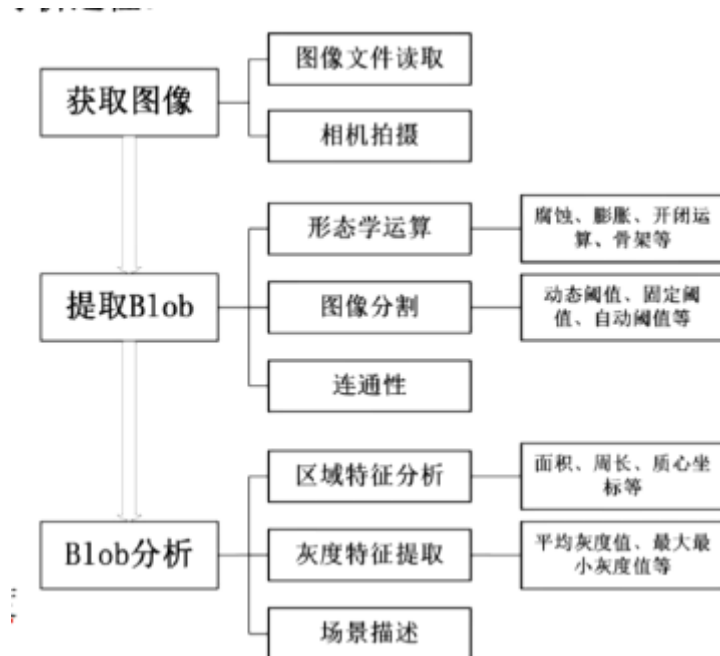 获取图像
图像文件读取
相机拍摄
提取Blob
形态学运算
腐蚀、膨胀、开闭运
算、骨架等
图像分割
动态阈值、固定阈
值、自动阈值等
连通性
Blob分析
区域特征分析
面积、周长、质心坐
标等
灰度特征提取
平均灰度值、最大最
小灰度值等
场景描述